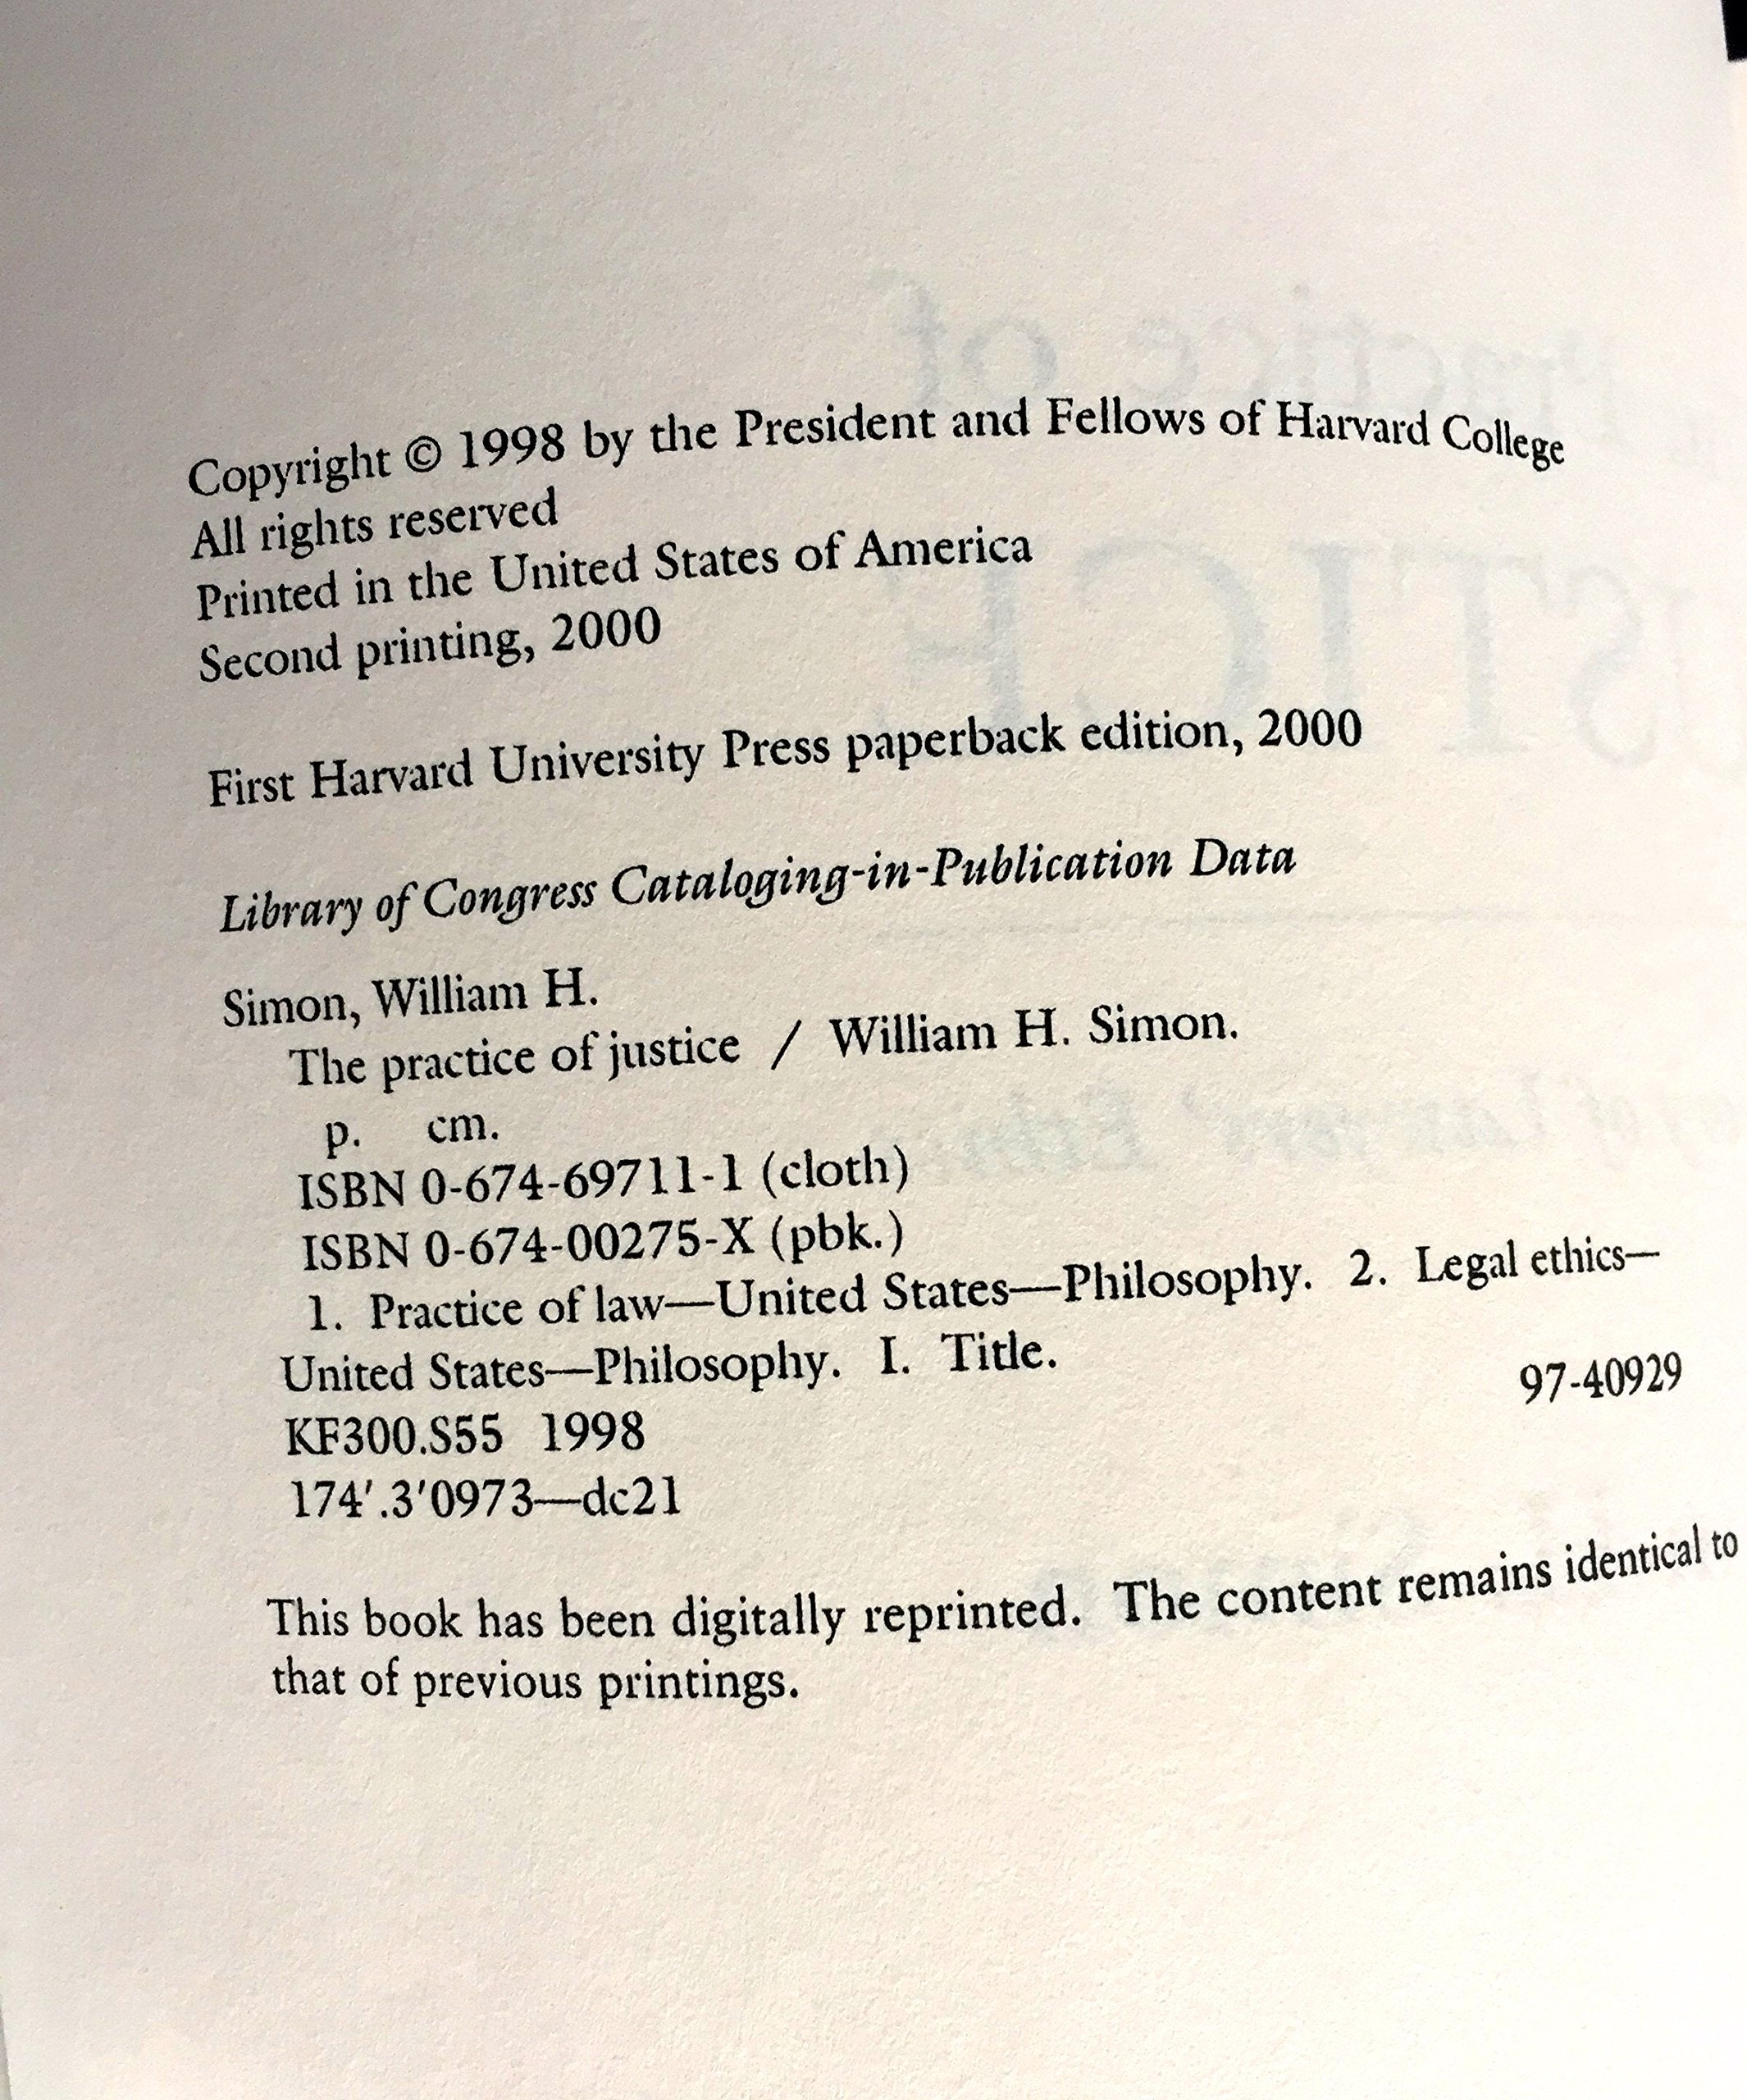 Copyright © 1998 by the President and Fellows of Harvard College
All rights reserved
Printed in the United States of America
Second printing, 2000
First Harvard University Press paperback edition, 2000
Library of Congress Cataloging-in-Publication Data
Simon, William H.
The practice of justice / William H. Simon.
p. cm.
ISBN 0-674-69711-1 (cloth)
ISBN 0-674-00275-X (pbk.)
1. Practice of law—United States—Philosophy. 2. Legal ethics—
United States—Philosophy. I. Title.
KF300.S55 1998
97-40929
174′.3′0973—dc21
This book has been digitally reprinted. The content remains identical to
that of previous printings.